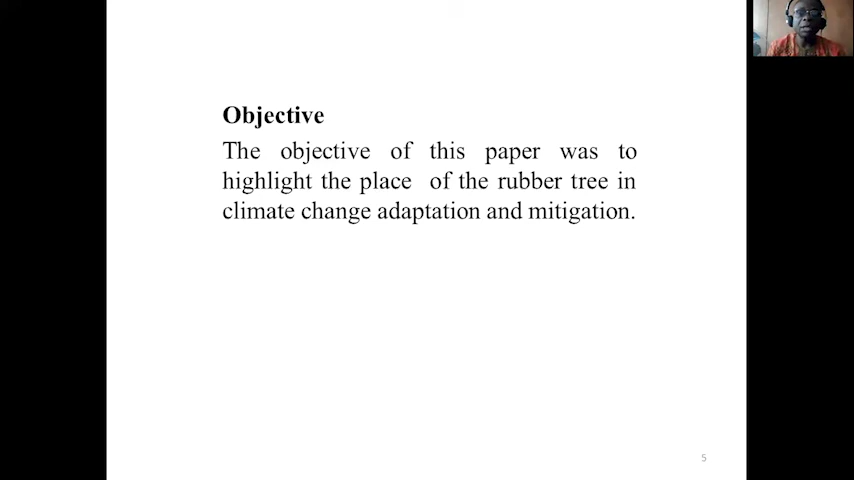 Objective
The objective of this paper was to
highlight the place of the rubber tree in
climate change adaptation and mitigation.
5